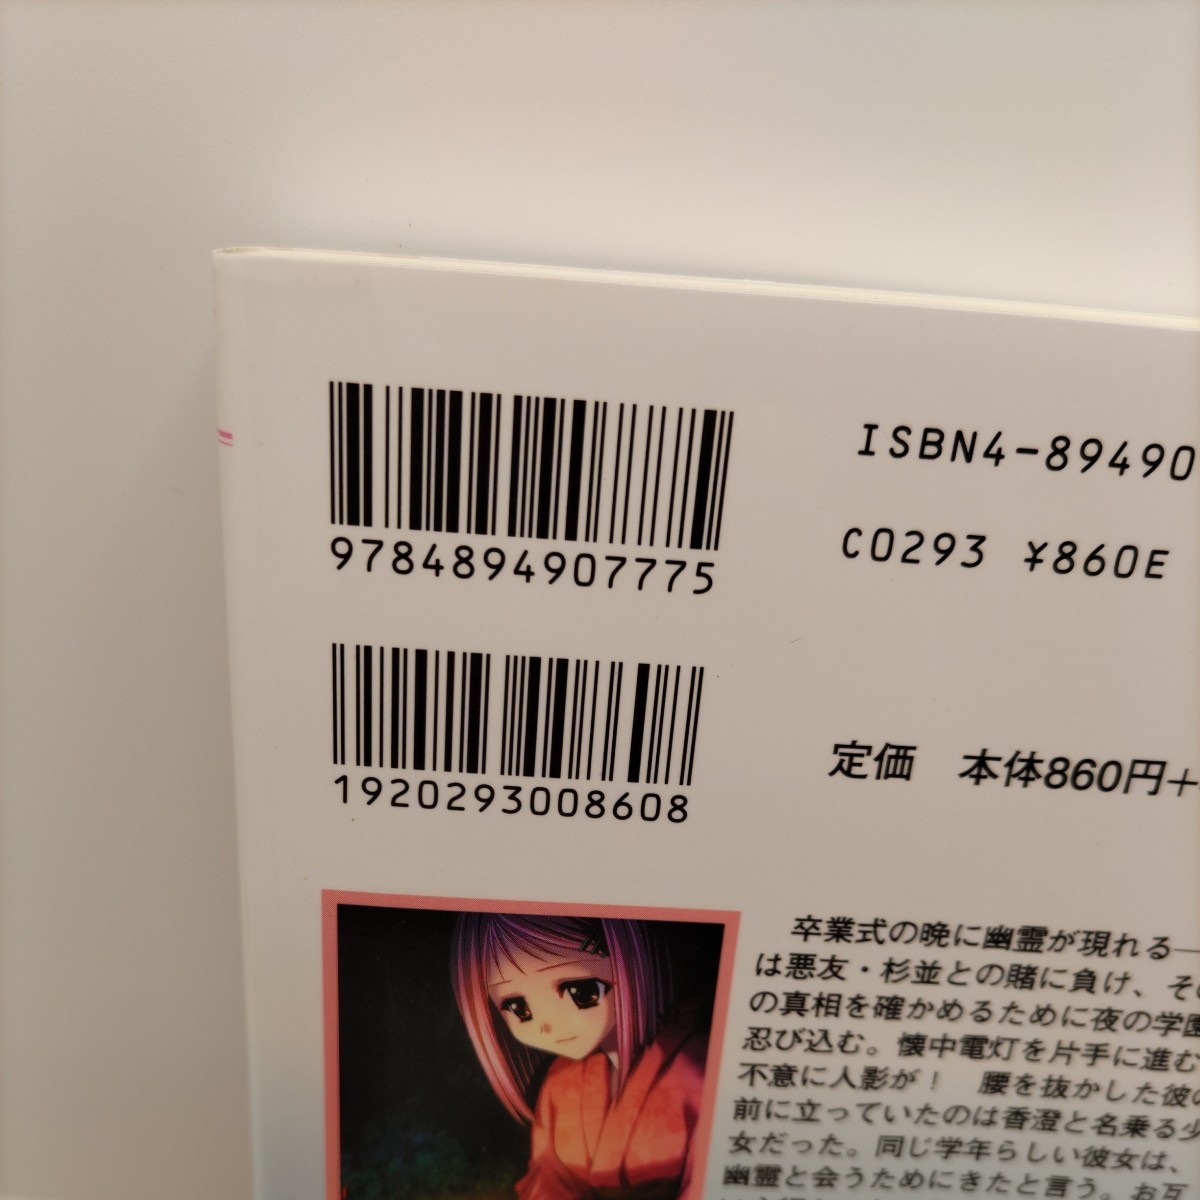 9784894907775
ISBN4-89490
C0293 ¥860E
1920293008608
定価 本体860円+
卒業式の晩に幽霊が現れる―
は悪友・杉並との賭に負け、その
の真相を確かめるために夜の学園
忍び込む。懐中電灯を片手に進む
不意に人影が！ 腰を抜かした彼の
前に立っていたのは香澄と名乗る少
女だった。同じ学年らしい彼女は、
幽霊と会うためにきたと言う。お互